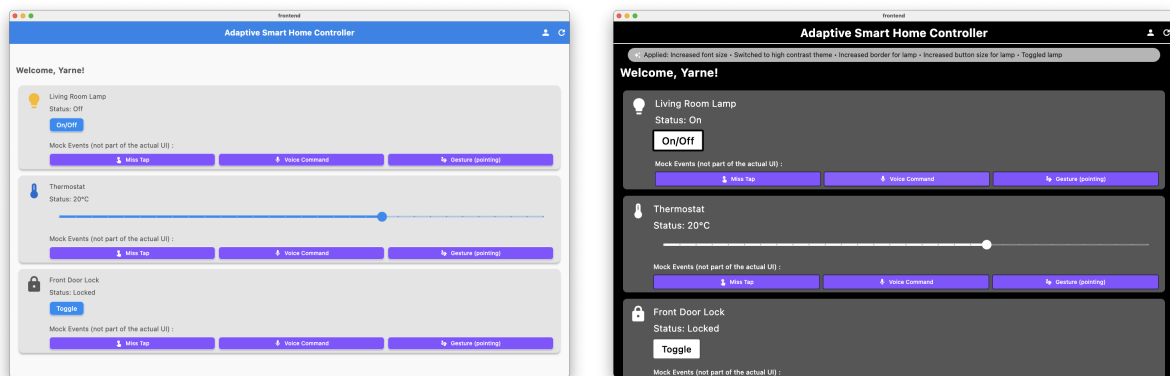 frontend
Adaptive Smart Home Controller
Welcome, Yarne!
Living Room Lamp
Status: Off
On/Off
Mock Events (not part of the actual UI) :
Miss Tap Voice Command Gesture (pointing)
Thermostat
Status: 20°C
Mock Events (not part of the actual UI) :
Miss Tap Voice Command Gesture (pointing)
Front Door Lock
Status: Locked
Toggle
Mock Events (not part of the actual UI) :
Miss Tap Voice Command Gesture (pointing)
frontend
Adaptive Smart Home Controller
Applied: Increased font size • Switched to high contrast theme • Increased border for lamp • Increased button size for lamp • Toggled lamp
Welcome, Yarne!
Living Room Lamp
Status: On
On/Off
Mock Events (not part of the actual UI) :
Miss Tap Voice Command Gesture (pointing)
Thermostat
Status: 20°C
Mock Events (not part of the actual UI) :
Miss Tap Voice Command Gesture (pointing)
Front Door Lock
Status: Locked
Toggle
Mock Events (not part of the actual UI) :